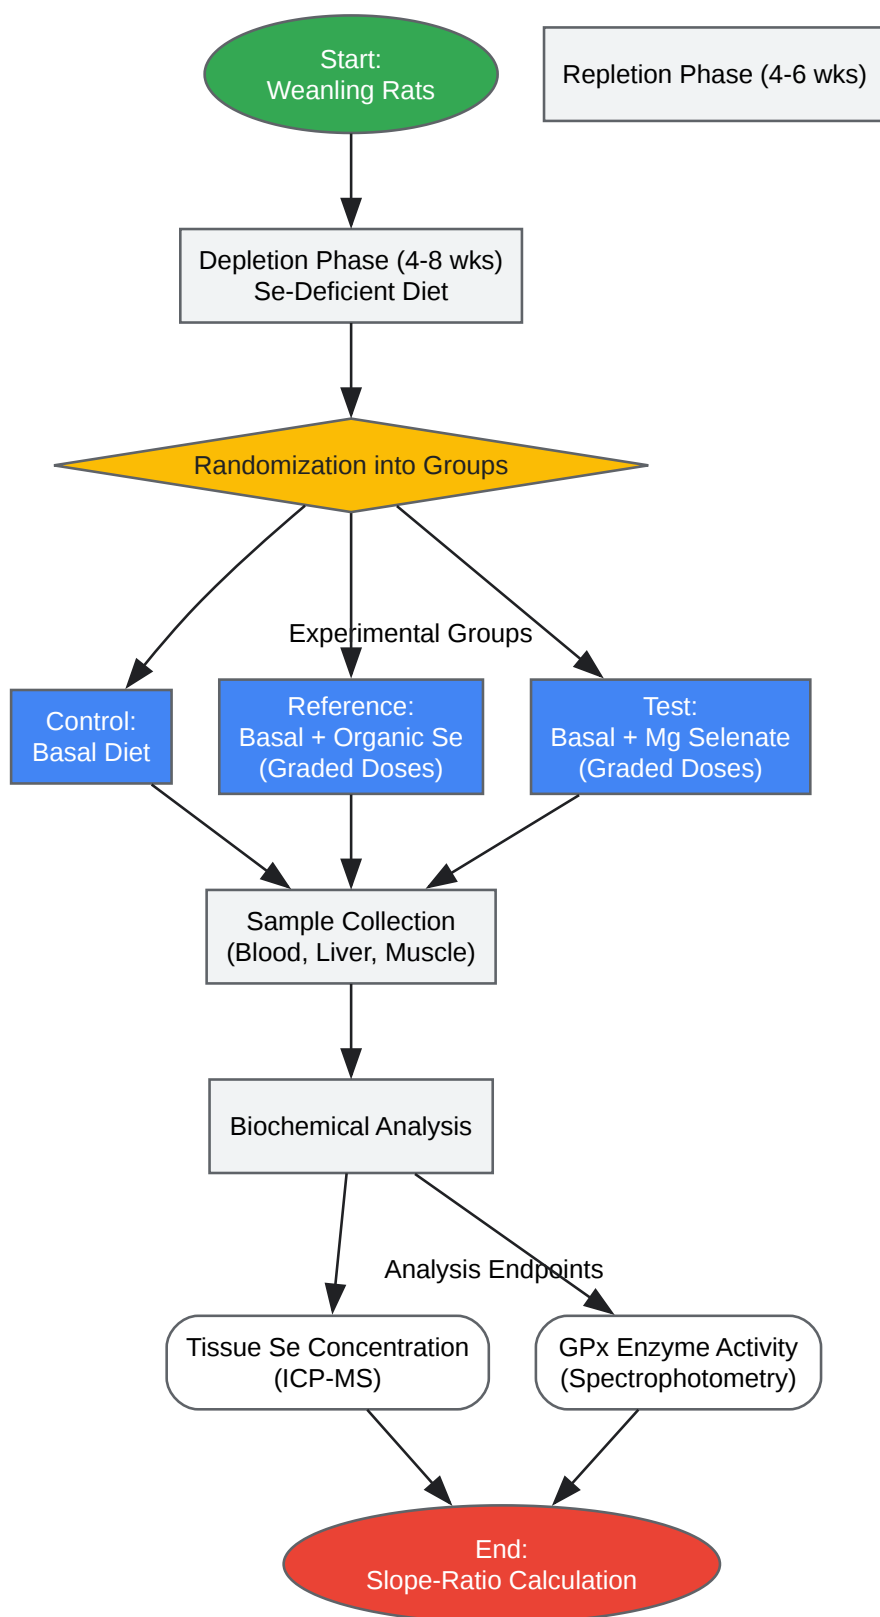 Start:
Weanling Rats
Repletion Phase (4-6 wks)
Depletion Phase (4-8 wks)
Se-Deficient Diet
Randomization into Groups
Experimental Groups
Control:
Basal Diet
Reference:
Basal + Organic Se
(Graded Doses)
Test:
Basal + Mg Selenate
(Graded Doses)
Sample Collection
(Blood, Liver, Muscle)
Biochemical Analysis
Analysis Endpoints
Tissue Se Concentration
(ICP-MS)
GPx Enzyme Activity
(Spectrophotometry)
End:
Slope-Ratio Calculation